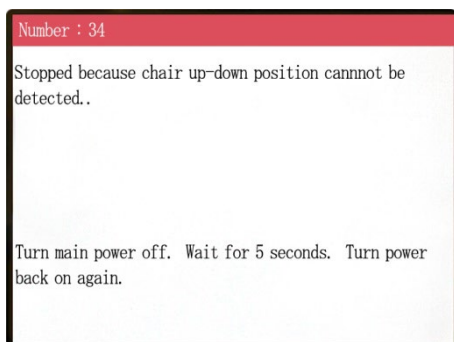 Number : 34
Stopped because chair up-down position cannnot be
detected..
Turn main power off. Wait for 5 seconds. Turn power
back on again.